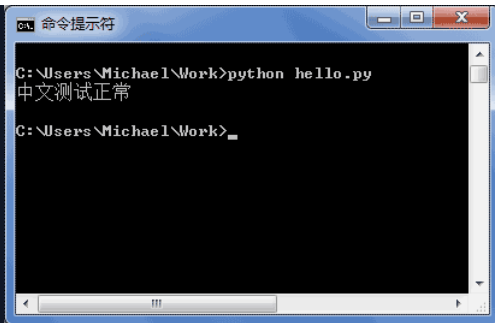 命令提示符
C:\Users\Michael\Work>python hello.py
中文测试正常
C:\Users\Michael\Work>_